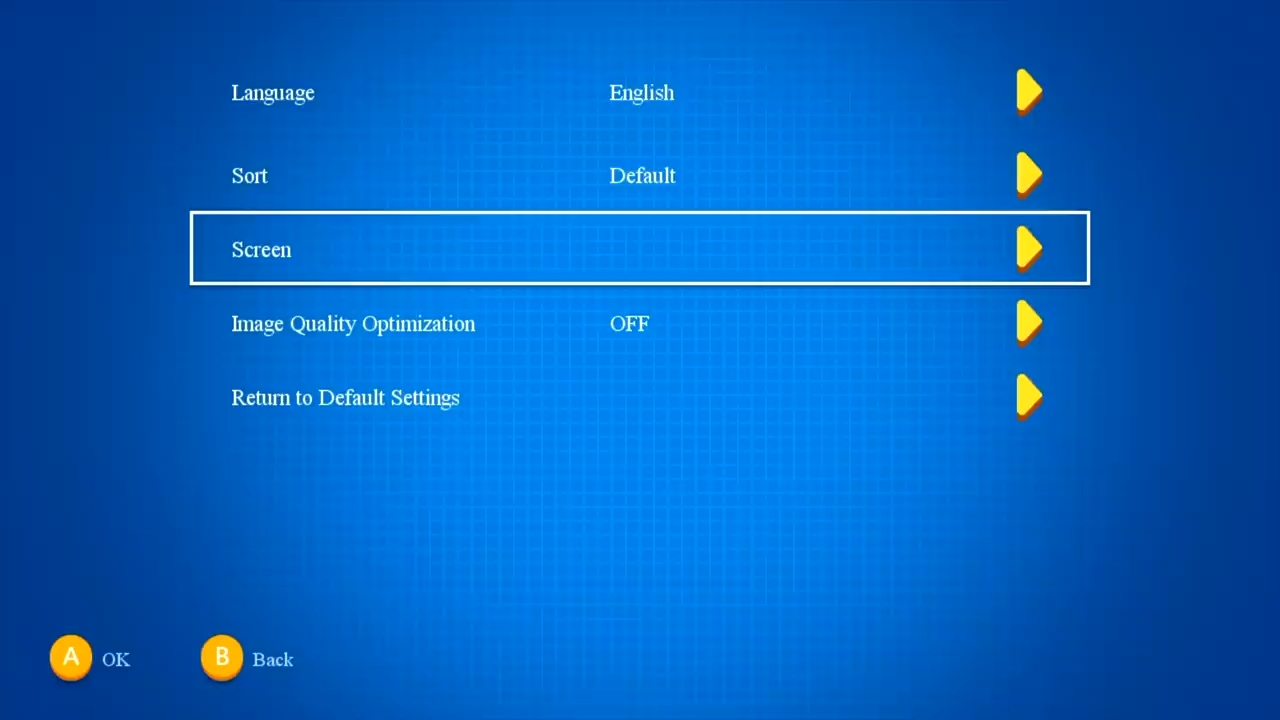 Language English
Sort Default
Screen
Image Quality Optimization OFF
Return to Default Settings
A OK B Back